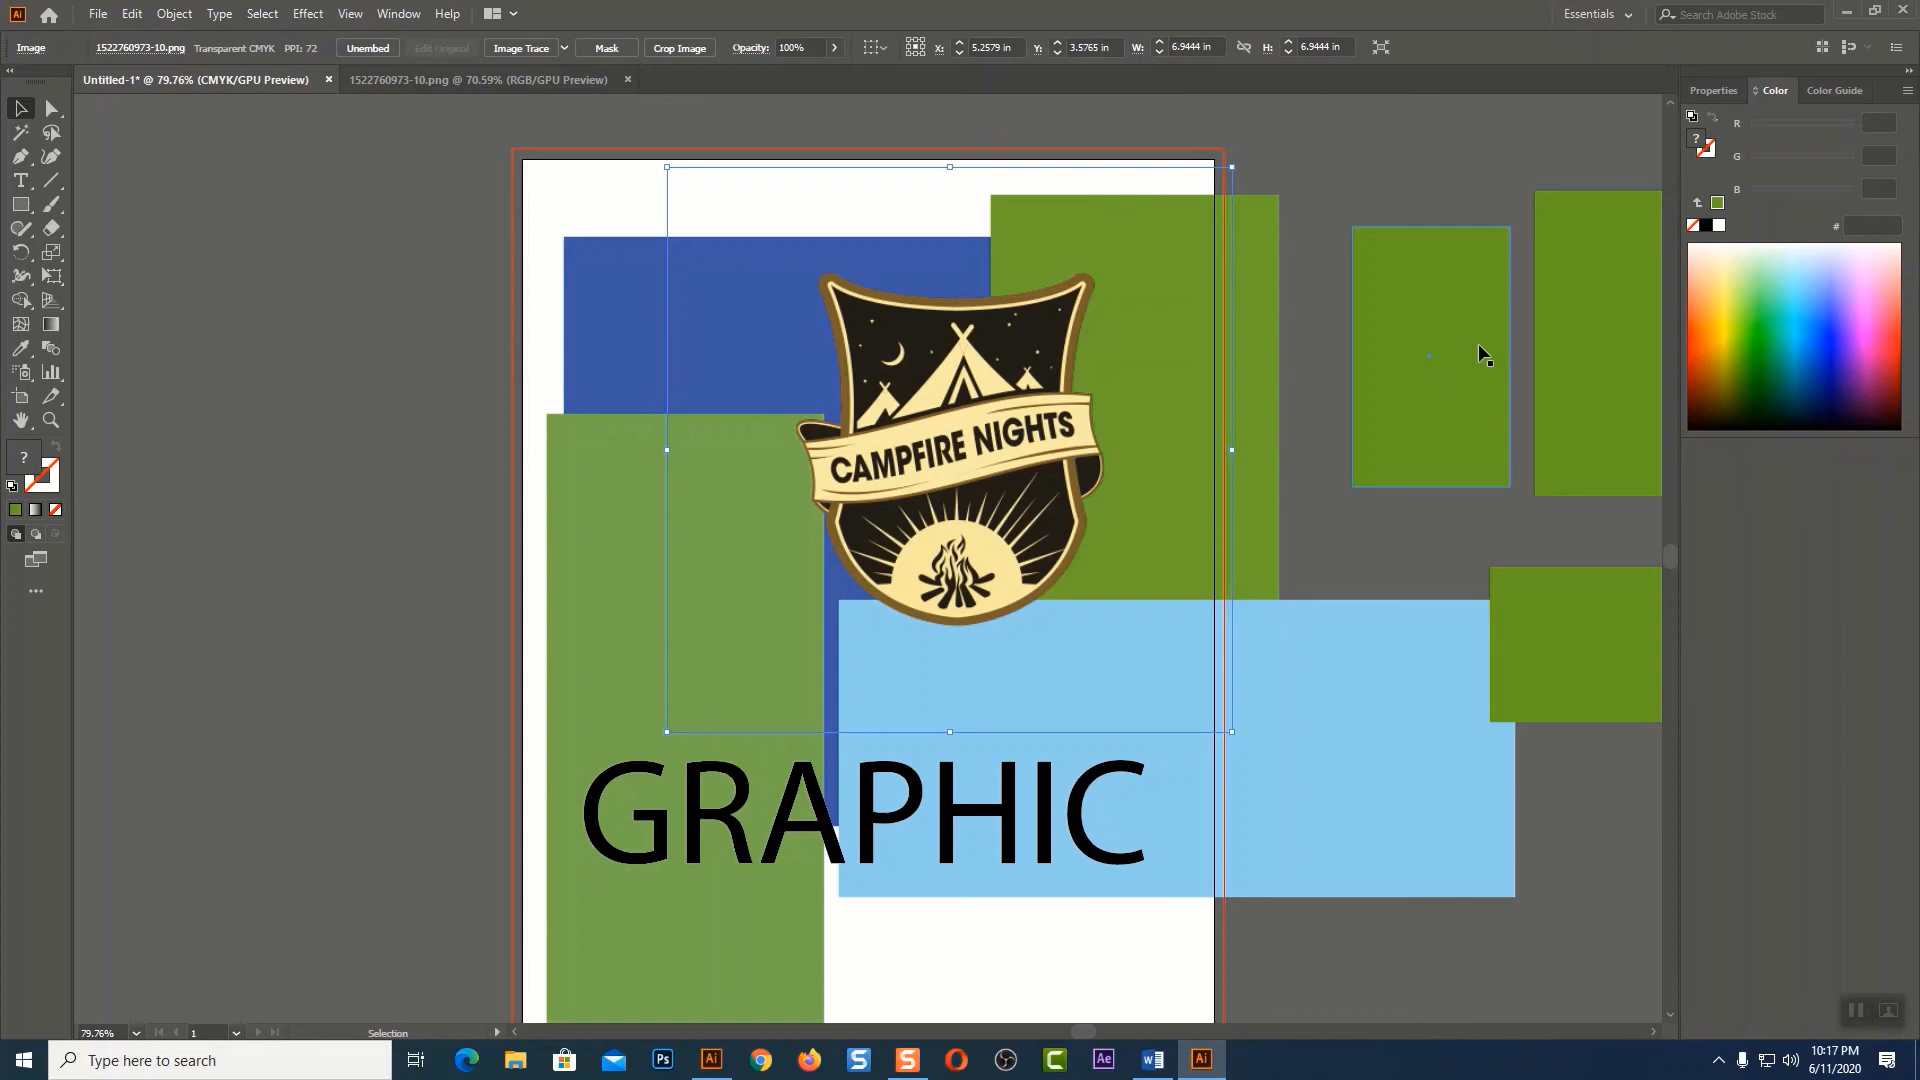 File Edit Object Type Select Effect View Window Help Essentials Search Adobe Stock
Image 1522760973-10.png Transparent CMYK PPI: 72 Unembed Edit Original Image Trace Mask Crop Image Opacity: 100% X: 5.2579 in Y: 3.5765 in W: 6.9444 in H: 6.9444 in
Untitled-1* @ 79.76% (CMYK/GPU Preview) × 1522760973-10.png @ 70.59% (RGB/GPU Preview) ×
Properties Color Color Guide
R
G
B
#
?
?
CAMPFIRE NIGHTS
GRAPHIC
79.76% 1 Selection
Type here to search
Ps Ai S S C Ae W Ai
10:17 PM
6/11/2020